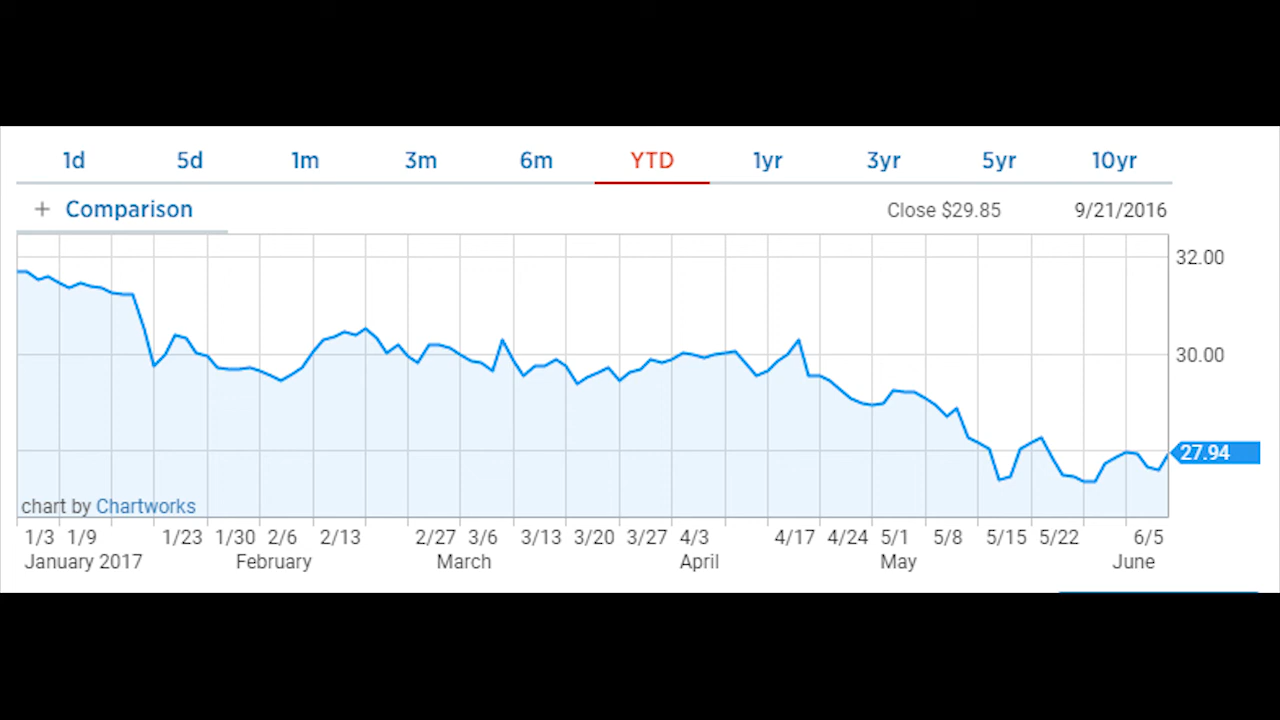 1d 5d 1m 3m 6m YTD 1yr 3yr 5yr 10yr
+ Comparison Close $29.85 9/21/2016
32.00
30.00
27.94
chart by Chartworks
1/3 1/9 1/23 1/30 2/6 2/13 2/27 3/6 3/13 3/20 3/27 4/3 4/17 4/24 5/1 5/8 5/15 5/22 6/5
January 2017 February March April May June